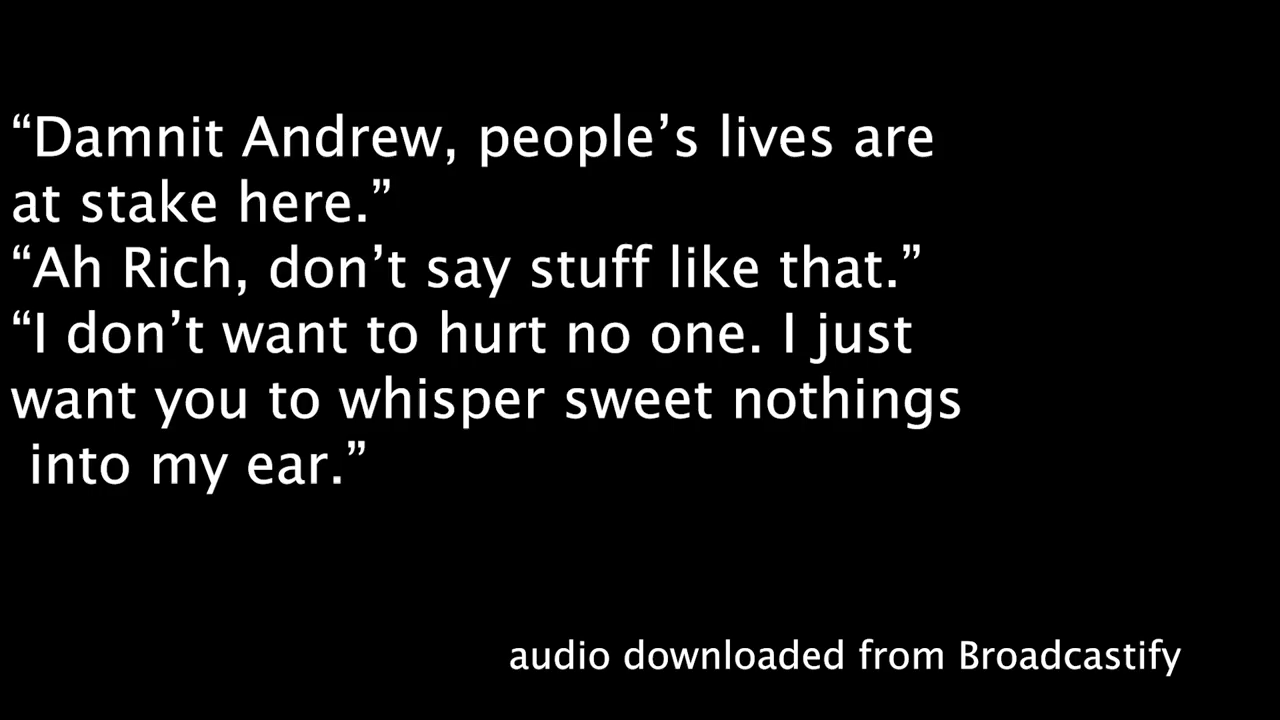 “Damnit Andrew, people’s lives are
at stake here.”
“Ah Rich, don’t say stuff like that.”
“I don’t want to hurt no one. I just
want you to whisper sweet nothings
into my ear.”
audio downloaded from Broadcastify